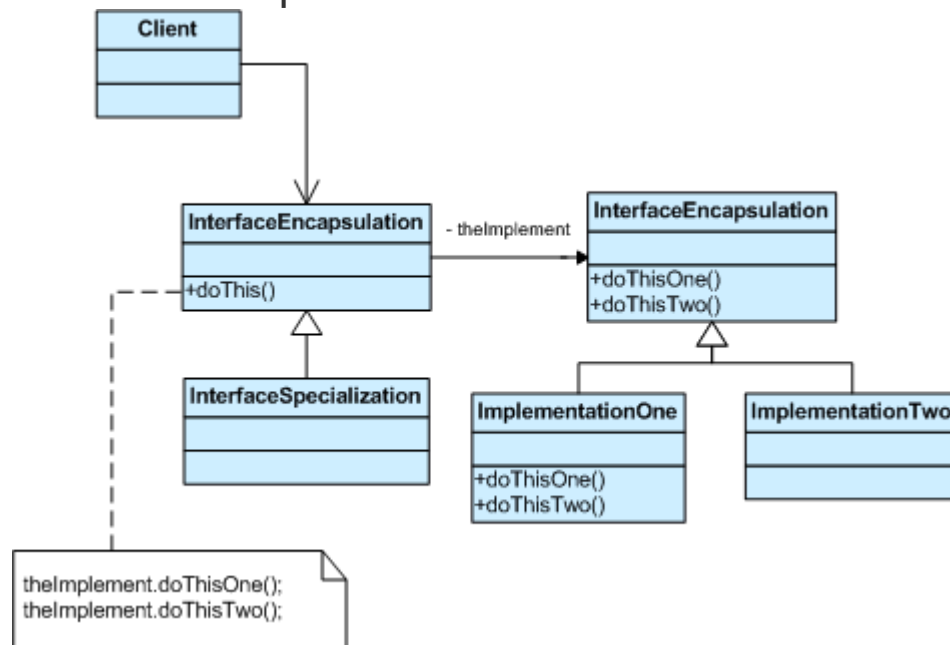 Client
InterfaceEncapsulation
+doThis()
- theImplement
InterfaceEncapsulation
+doThisOne()
+doThisTwo()
InterfaceSpecialization
ImplementationOne
+doThisOne()
+doThisTwo()
ImplementationTwo
theImplement.doThisOne();
theImplement.doThisTwo();